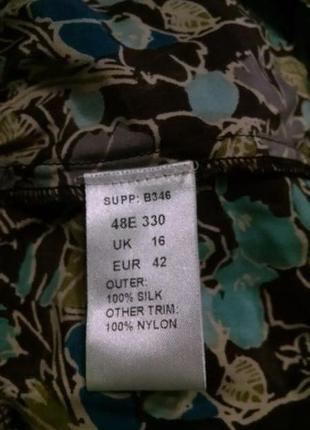 SUPP: B346
48E 330
UK 16
EUR 42
OUTER:
100% SILK
OTHER TRIM:
100% NYLON